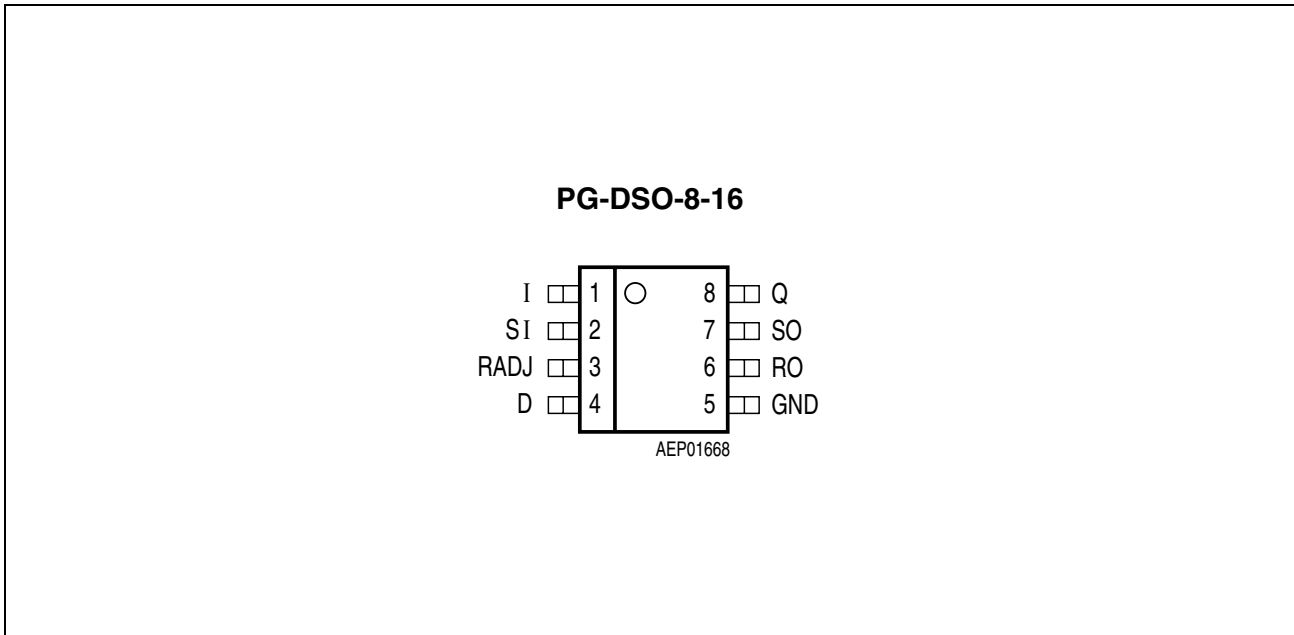 PG-DSO-8-16
I 1 8 Q
SI 2 7 SO
RADJ 3 6 RO
D 4 5 GND
AEP01668